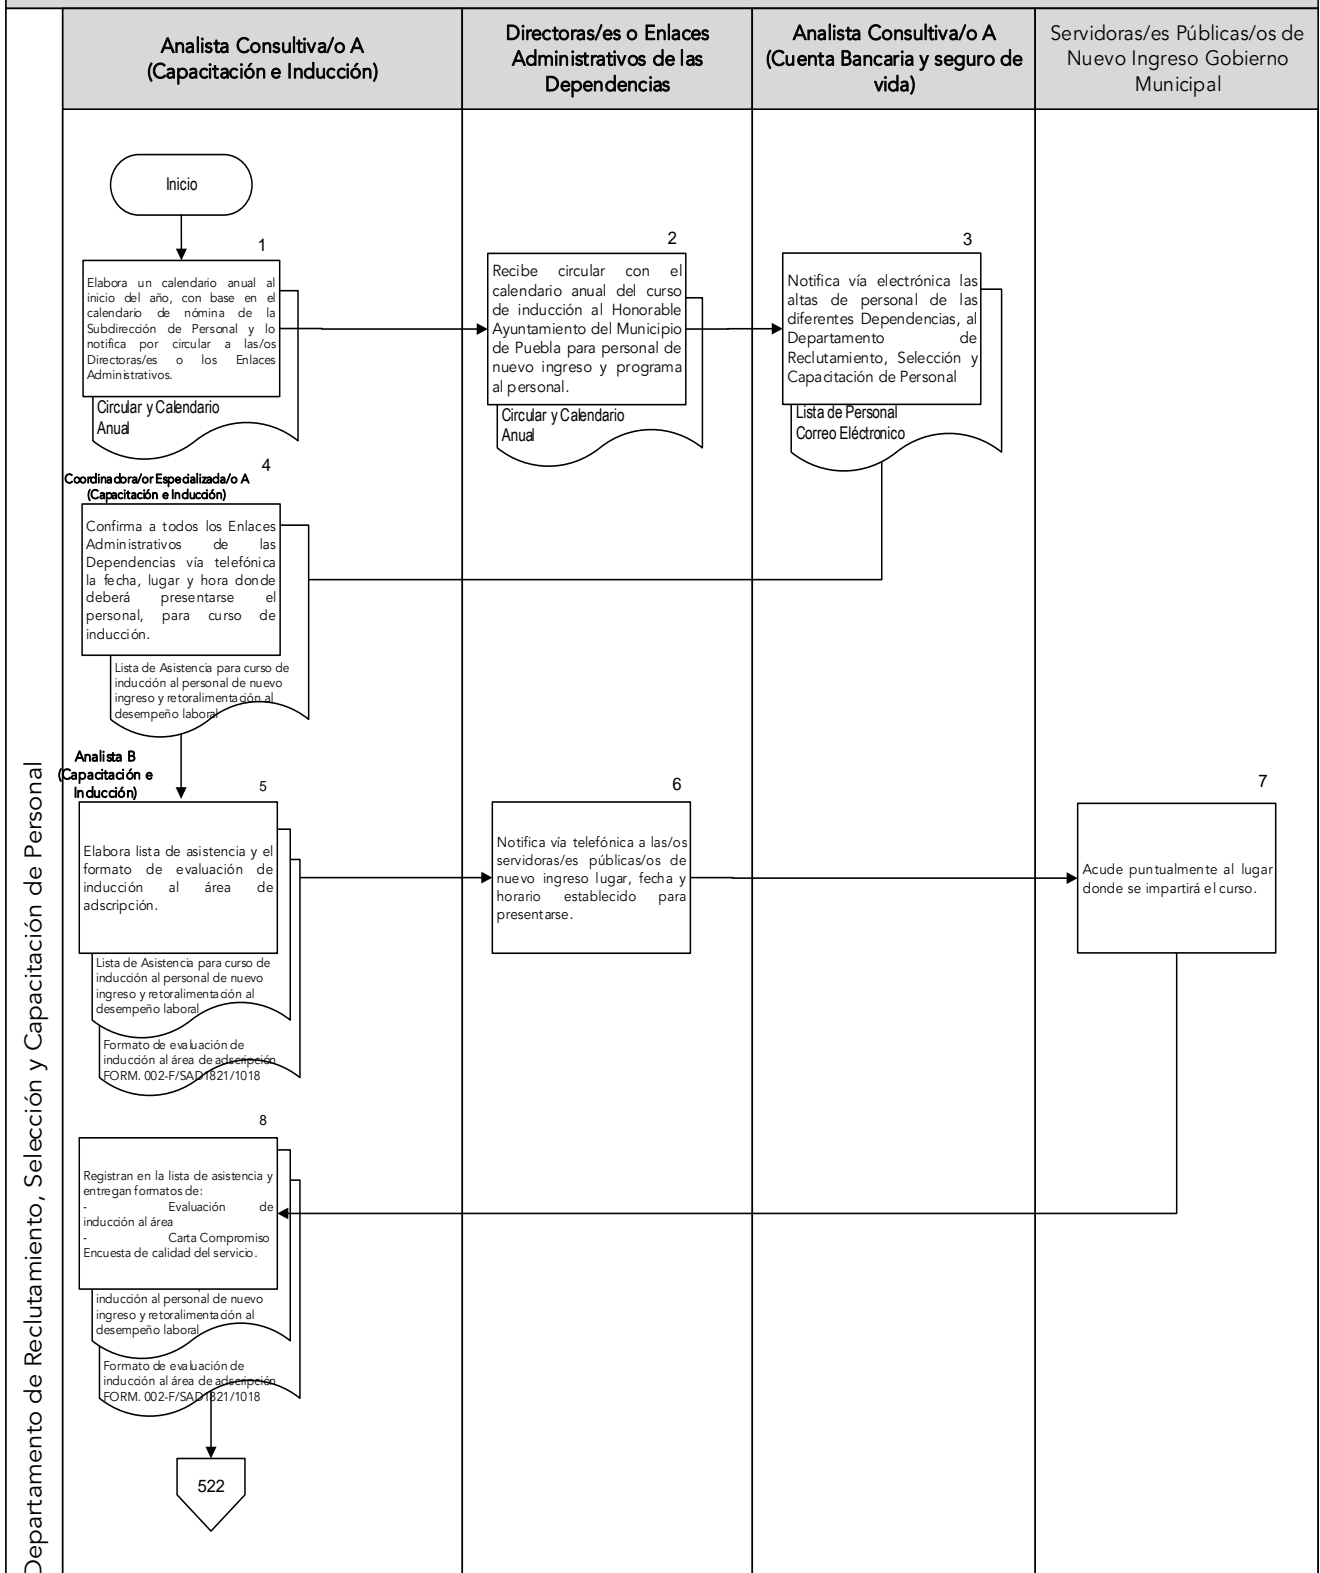 Analista Consultiva/o A
(Capacitación e Inducción)
Directoras/es o Enlaces
Administrativos de las
Dependencias
Analista Consultiva/o A
(Cuenta Bancaria y seguro de
vida)
Servidoras/es Públicas/os de
Nuevo Ingreso Gobierno
Municipal
Departamento de Reclutamiento, Selección y Capacitación de Personal
Inicio
1
Elabora un calendario anual al
inicio del año, con base en el
calendario de nómina de la
Subdirección de Personal y lo
notifica por circular a las/os
Directoras/es o los Enlaces
Administrativos.
Circular y Calendario
Anual
2
Recibe circular con el
calendario anual del curso
de inducción al Honorable
Ayuntamiento del Municipio
de Puebla para personal de
nuevo ingreso y programa
al personal.
Circular y Calendario
Anual
3
Notifica vía electrónica las
altas de personal de las
diferentes Dependencias, al
Departamento de
Reclutamiento, Selección y
Capacitación de Personal
Lista de Personal
Correo Eléctronico
4
Coordinadora/or Especializada/o A
(Capacitación e Inducción)
Confirma a todos los Enlaces
Administrativos de las
Dependencias vía telefónica
la fecha, lugar y hora donde
deberá presentarse el
personal, para curso de
inducción.
Lista de Asistencia para curso de
inducción al personal de nuevo
ingreso y retoralimentación al
desempeño laboral
Analista B
(Capacitación e
Inducción)
5
Elabora lista de asistencia y el
formato de evaluación de
inducción al área de
adscripción.
Lista de Asistencia para curso de
inducción al personal de nuevo
ingreso y retoralimentación al
desempeño laboral
Formato de evaluación de
inducción al área de adscripción
FORM. 002-F/SAD1821/1018
6
Notifica vía telefónica a las/os
servidoras/es públicas/os de
nuevo ingreso lugar, fecha y
horario establecido para
presentarse.
7
Acude puntualmente al lugar
donde se impartirá el curso.
8
Registran en la lista de asistencia y
entregan formatos de:
- Evaluación de
inducción al área
- Carta Compromiso
Encuesta de calidad del servicio.
inducción al personal de nuevo
ingreso y retoralimentación al
desempeño laboral
Formato de evaluación de
inducción al área de adscripción
FORM. 002-F/SAD1821/1018
522